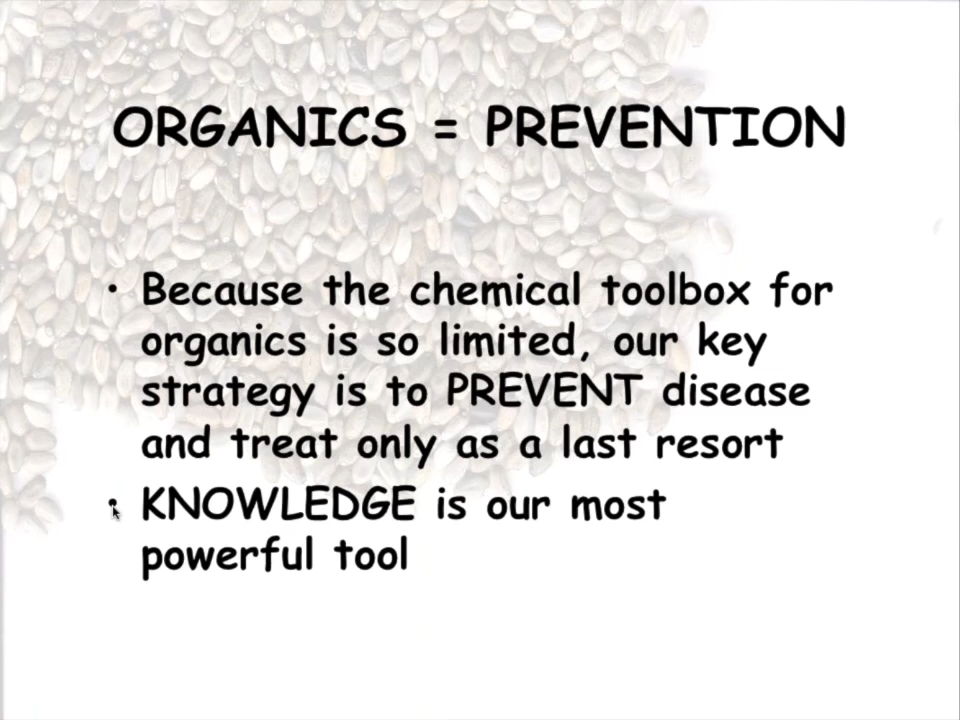 ORGANICS = PREVENTION
• Because the chemical toolbox for
organics is so limited, our key
strategy is to PREVENT disease
and treat only as a last resort
• KNOWLEDGE is our most
powerful tool